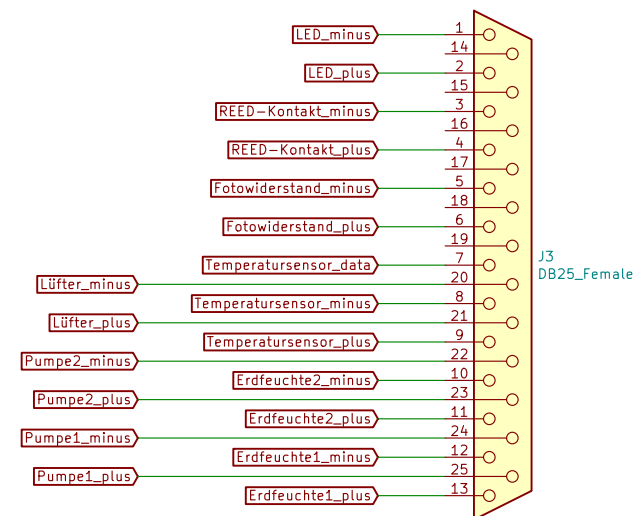 LED_minus 1
14
LED_plus 2
15
REED-Kontakt_minus 3
16
REED-Kontakt_plus 4
17
Fotowiderstand_minus 5
18
Fotowiderstand_plus 6
19
J3
Temperatursensor_data 7
DB25_Female
Lüfter_minus 20
Temperatursensor_minus 8
Lüfter_plus 21
Temperatursensor_plus 9
Pumpe2_minus 22
Erdfeuchte2_minus 10
Pumpe2_plus 23
Erdfeuchte2_plus 11
Pumpe1_minus 24
Erdfeuchte1_minus 12
Pumpe1_plus 25
Erdfeuchte1_plus 13